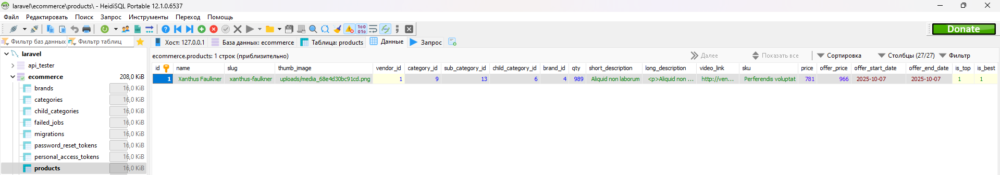 laravel\ecommerce\products\ - HeidiSQL Portable 12.1.0.6537
Файл Редактировать Поиск Запрос Инструменты Переход Помощь
Donate
Фильтр баз данных Фильтр таблиц
Хост: 127.0.0.1 База данных: ecommerce Таблица: products Данные Запрос
laravel
api_tester
ecommerce 208,0 KiB
brands 16,0 KiB
categories 16,0 KiB
child_categories 16,0 KiB
failed_jobs 16,0 KiB
migrations 16,0 KiB
password_reset_tokens 16,0 KiB
personal_access_tokens 16,0 KiB
products 16,0 KiB
ecommerce.products: 1 строк (приблизительно) Далее Показать все Сортировка Столбцы (27/27) Фильтр
id name slug thumb_image vendor_id category_id sub_category_id child_category_id brand_id qty short_description long_description video_link sku price offer_price offer_start_date offer_end_date is_top is_best
1 Xanthus Faulkner xanthus-faulkner uploads/media_68e4d30bc91cd.png 1 9 13 6 4 989 Aliquid non laborum <p>Aliquid non ... http://ven... Perferendis voluptat 781 966 2025-10-07 2025-10-07 1 1